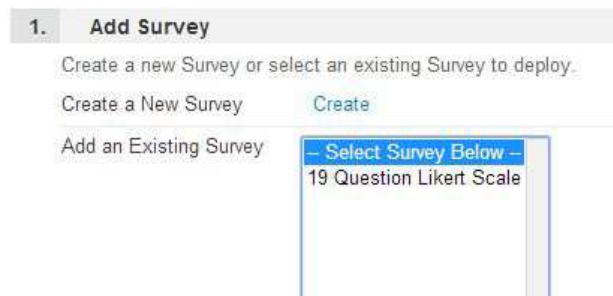 1. Add Survey
Create a new Survey or select an existing Survey to deploy.
Create a New Survey Create
Add an Existing Survey
-- Select Survey Below --
19 Question Likert Scale